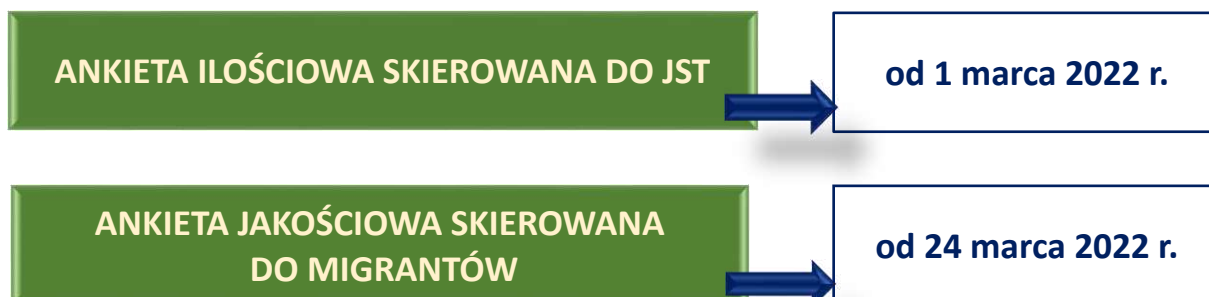 ANKIETA ILOŚCIOWA SKIEROWANA DO JST
od 1 marca 2022 r.
ANKIETA JAKOŚCIOWA SKIEROWANA
DO MIGRANTÓW
od 24 marca 2022 r.